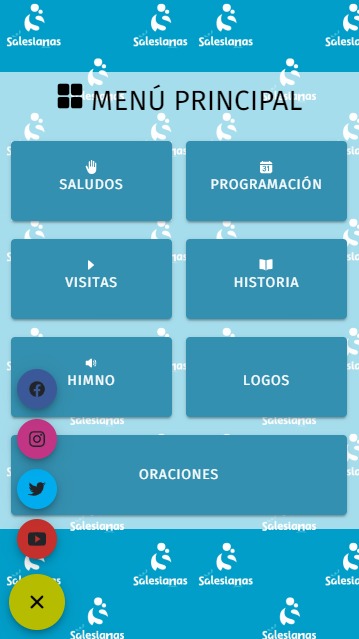 Salesianas
Salesianas
Salesianas
MENÚ PRINCIPAL
SALUDOS
31
PROGRAMACIÓN
VISITAS
HISTORIA
HIMNO
LOGOS
Salesianas
Salesianas
ORACIONES
Salesianas
Salesianas
Salesianas
Salesianas
Salesianas
Salesianas